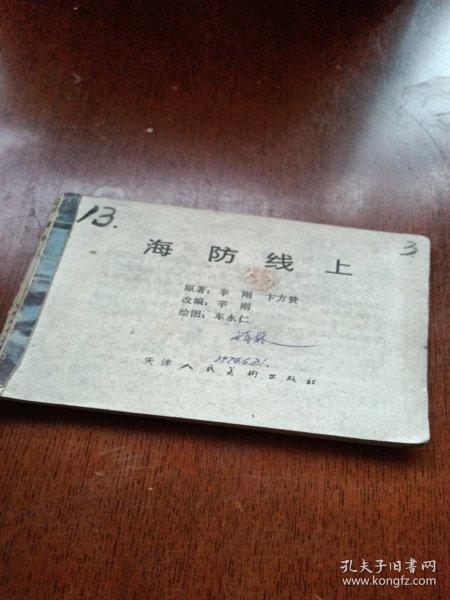 13.
3
海防线上
原著：辛刚 卞方赞
改编：辛刚
绘图：车永仁
1974.6.21.
天津人民美術出版社
孔夫子旧书网
www.kongfz.com